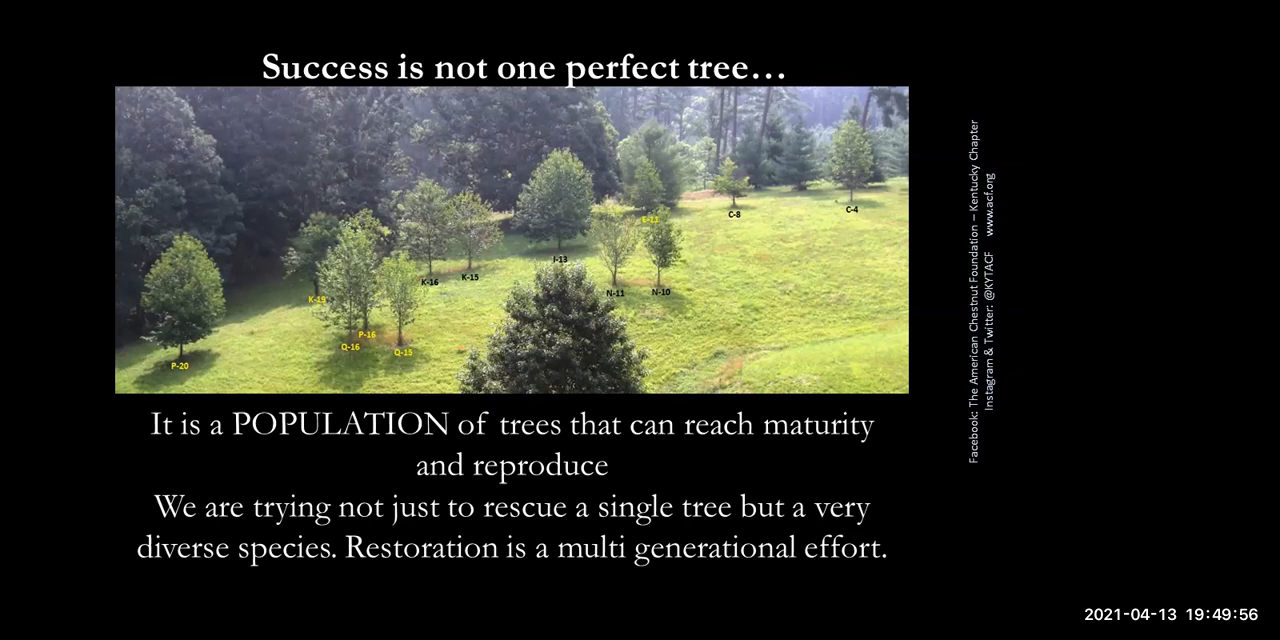 Success is not one perfect tree…
E-11
C-8
C-4
K-16
K-15
I-13
N-11
N-10
K-19
P-16
Q-16
Q-15
P-20
It is a POPULATION of trees that can reach maturity
and reproduce
We are trying not just to rescue a single tree but a very
diverse species. Restoration is a multi generational effort.
Facebook: The American Chestnut Foundation – Kentucky Chapter
Instagram & Twitter: @KYTACF www.acf.org
2021-04-13 19:49:56